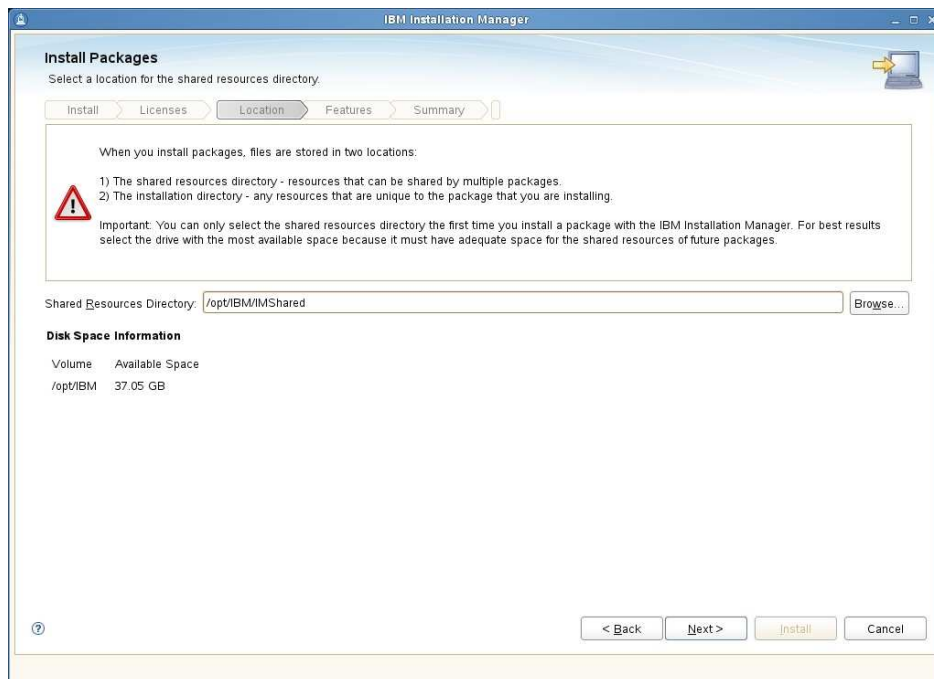 IBM Installation Manager
Install Packages
Select a location for the shared resources directory.
Install Licenses Location Features Summary
When you install packages, files are stored in two locations:
1) The shared resources directory - resources that can be shared by multiple packages.
2) The installation directory - any resources that are unique to the package that you are installing.
Important: You can only select the shared resources directory the first time you install a package with the IBM Installation Manager. For best results
select the drive with the most available space because it must have adequate space for the shared resources of future packages.
Shared Resources Directory: /opt/IBM/IMShared Browse...
Disk Space Information
Volume Available Space
/opt/IBM 37.05 GB
? < Back Next > Install Cancel